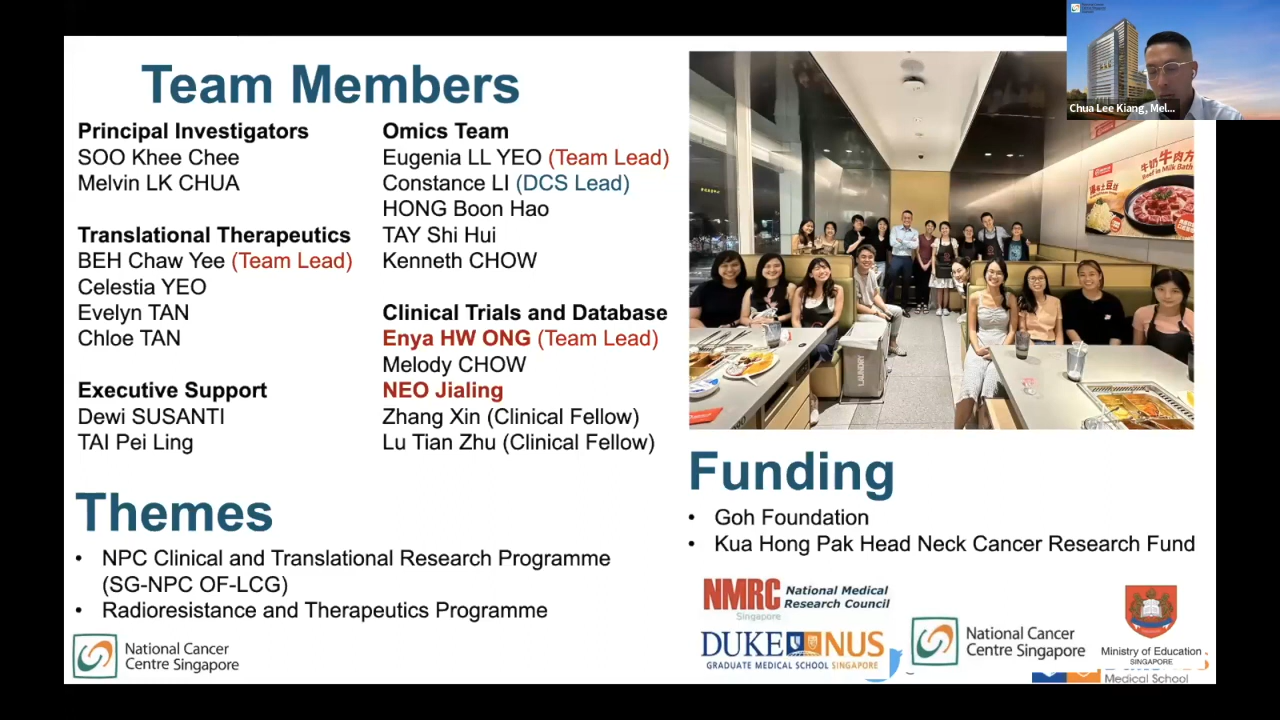 Team Members
Principal Investigators
SOO Khee Chee
Melvin LK CHUA
Translational Therapeutics
BEH Chaw Yee (Team Lead)
Celestia YEO
Evelyn TAN
Chloe TAN
Executive Support
Dewi SUSANTI
TAI Pei Ling
Omics Team
Eugenia LL YEO (Team Lead)
Constance LI (DCS Lead)
HONG Boon Hao
TAY Shi Hui
Kenneth CHOW
Clinical Trials and Database
Enya HW ONG (Team Lead)
Melody CHOW
NEO Jialing
Zhang Xin (Clinical Fellow)
Lu Tian Zhu (Clinical Fellow)
Themes
• NPC Clinical and Translational Research Programme
(SG-NPC OF-LCG)
• Radioresistance and Therapeutics Programme
National Cancer
Centre Singapore
Chua Lee Kiang, Mel...
牛奶牛肉方
Beef in Milk Bath
LAUNDRY
Funding
• Goh Foundation
• Kua Hong Pak Head Neck Cancer Research Fund
NMRC National Medical
Research Council
Singapore
DUKE NUS
GRADUATE MEDICAL SCHOOL SINGAPORE
National Cancer
Centre Singapore
Ministry of Education
SINGAPORE
Medical School